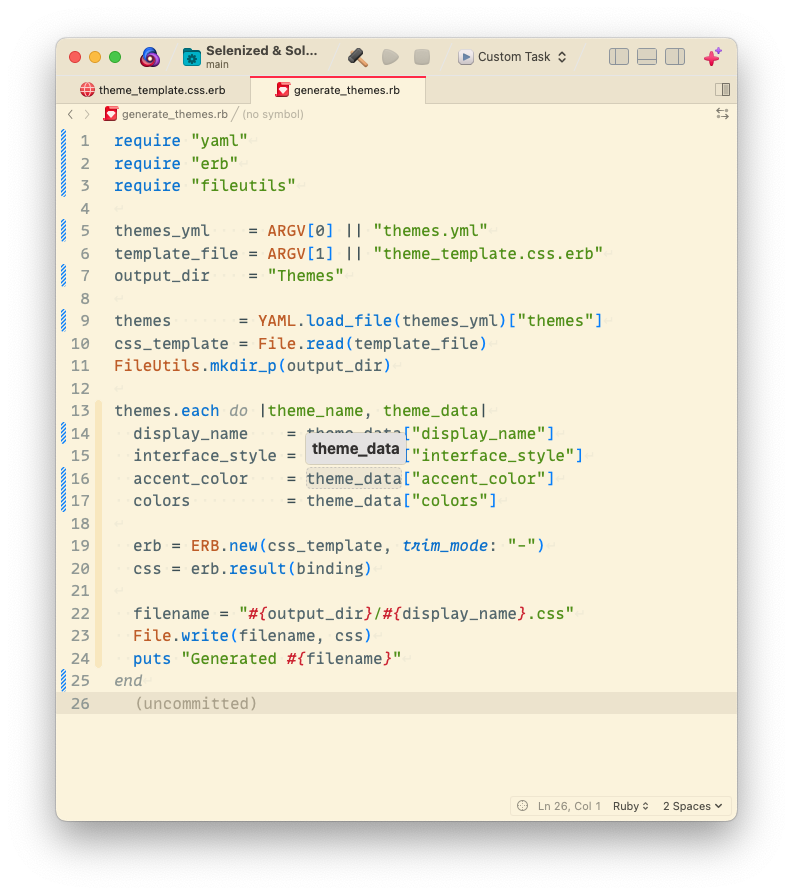 Selenized & Sol...
main
Custom Task
theme_template.css.erb
generate_themes.rb
generate_themes.rb
(no symbol)
1 require "yaml"
2 require "erb"
3 require "fileutils"
4
5 themes_yml    = ARGV[0] || "themes.yml"
6 template_file = ARGV[1] || "theme_template.css.erb"
7 output_dir    = "Themes"
8
9 themes       = YAML.load_file(themes_yml)["themes"]
10 css_template = File.read(template_file)
11 FileUtils.mkdir_p(output_dir)
12
13 themes.each do |theme_name, theme_data|
14   display_name    = theme_data["display_name"]
theme_data
15   interface_style = ["interface_style"]
16   accent_color    = theme_data["accent_color"]
17   colors          = theme_data["colors"]
18
19   erb = ERB.new(css_template, trim_mode: "-")
20   css = erb.result(binding)
21
22   filename = "#{output_dir}/#{display_name}.css"
23   File.write(filename, css)
24   puts "Generated #{filename}"
25 end
26   (uncommitted)
Ln 26, Col 1
Ruby
2 Spaces